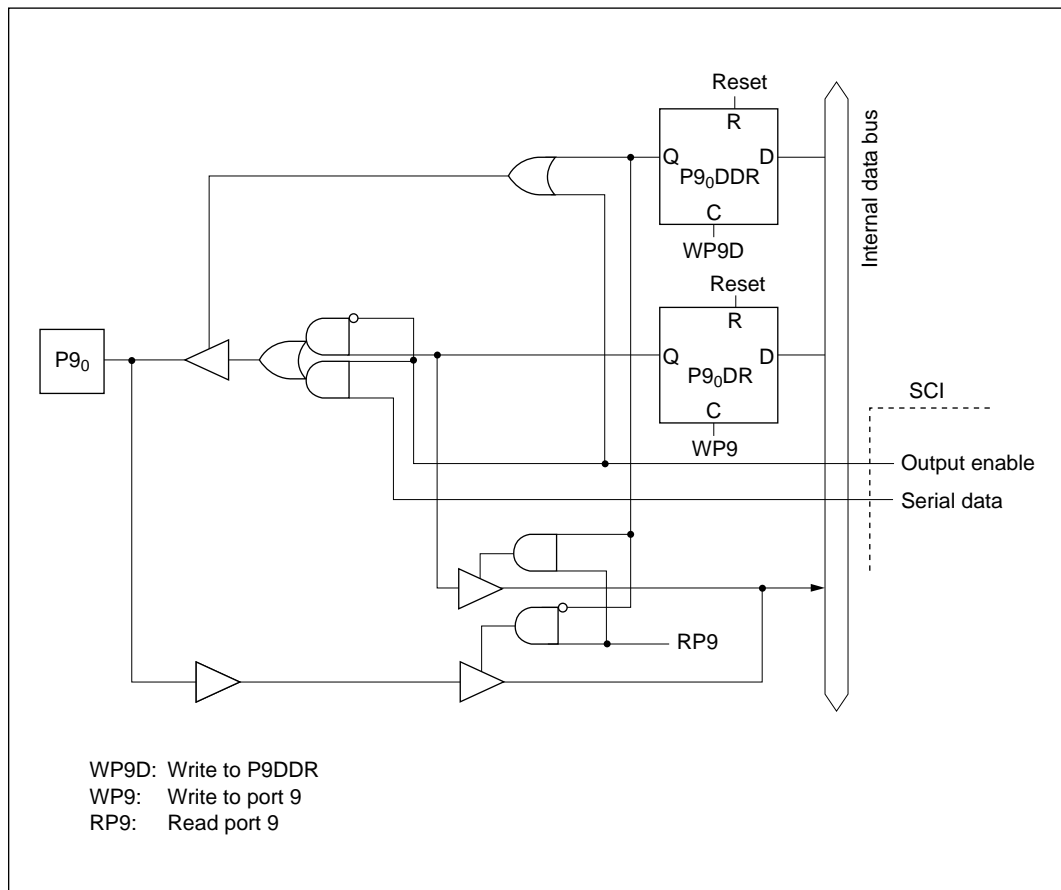 Reset
R
Q D
P9₀DDR
C
WP9D
Internal data bus
Reset
R
P9₀
Q D
P9₀DR
C
WP9
SCI
Output enable
Serial data
RP9
WP9D: Write to P9DDR
WP9: Write to port 9
RP9: Read port 9